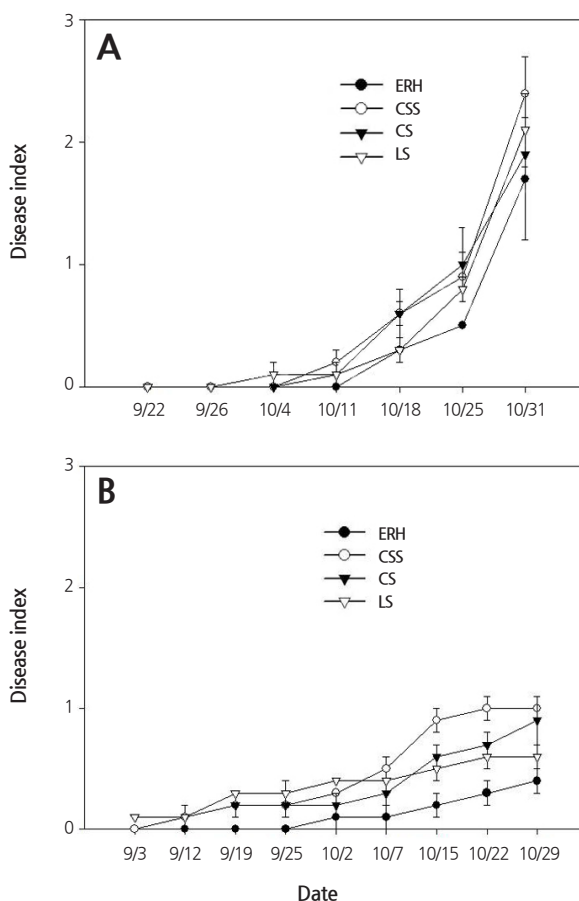 3
A
ERH
CSS
CS
LS
2
Disease index
1
0
9/22 9/26 10/4 10/11 10/18 10/25 10/31
3
B
ERH
CSS
CS
LS
2
Disease index
1
0
9/3 9/12 9/19 9/25 10/2 10/7 10/15 10/22 10/29
Date